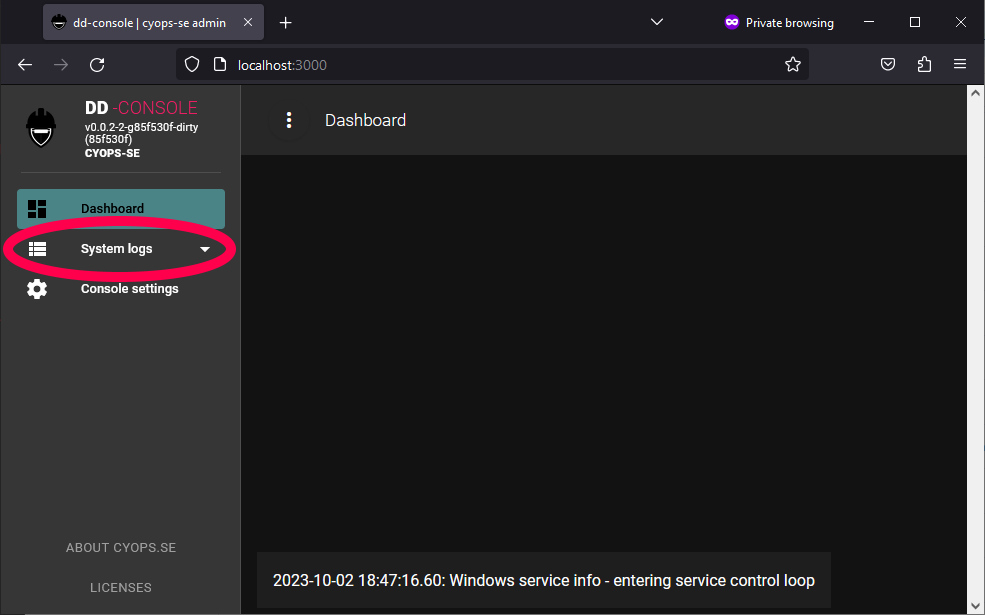 dd-console | cyops-se admin
Private browsing
localhost:3000
DD -CONSOLE
v0.0.2-2-g85f530f-dirty
(85f530f)
CYOPS-SE
Dashboard
Dashboard
System logs
Console settings
ABOUT CYOPS.SE
LICENSES
2023-10-02 18:47:16.60: Windows service info - entering service control loop